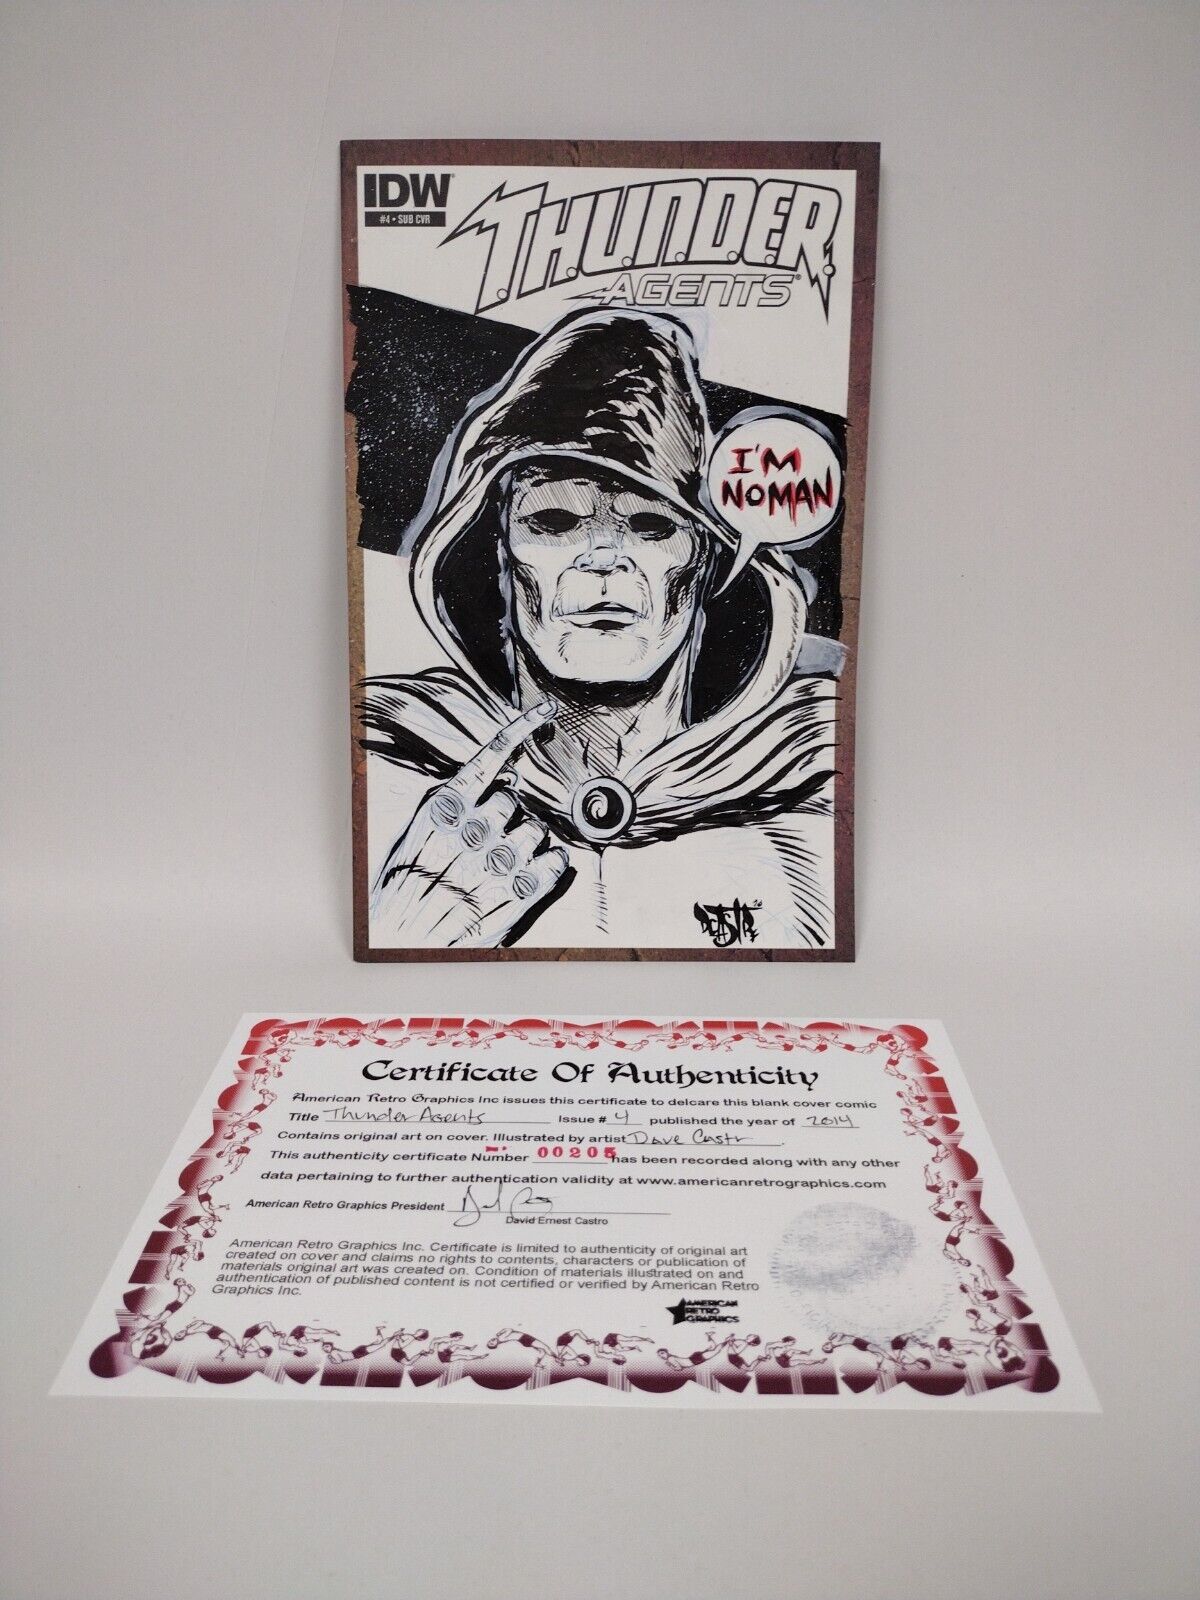 IDW
#4 • SUB CVR
T.H.U.N.D.E.R.
AGENTS®
I'M
NOMAN
Certificate Of Authenticity
American Retro Graphics Inc issues this certificate to delcare this blank cover comic
Title Thunder Agents Issue # 4 published the year of 2014
Contains original art on cover. Illustrated by artist Dave Castr
This authenticity certificate Number 00205 has been recorded along with any other
data pertaining to further authentication validity at www.americanretrographics.com
American Retro Graphics President
David Ernest Castro
American Retro Graphics Inc. Certificate is limited to authenticity of original art
created on cover and claims no rights to contents, characters or publication of
materials original art was created on. Condition of materials illustrated on and
authentication of published content is not certified or verified by American Retro
Graphics Inc.
AMERICAN
RETRO
GRAPHICS